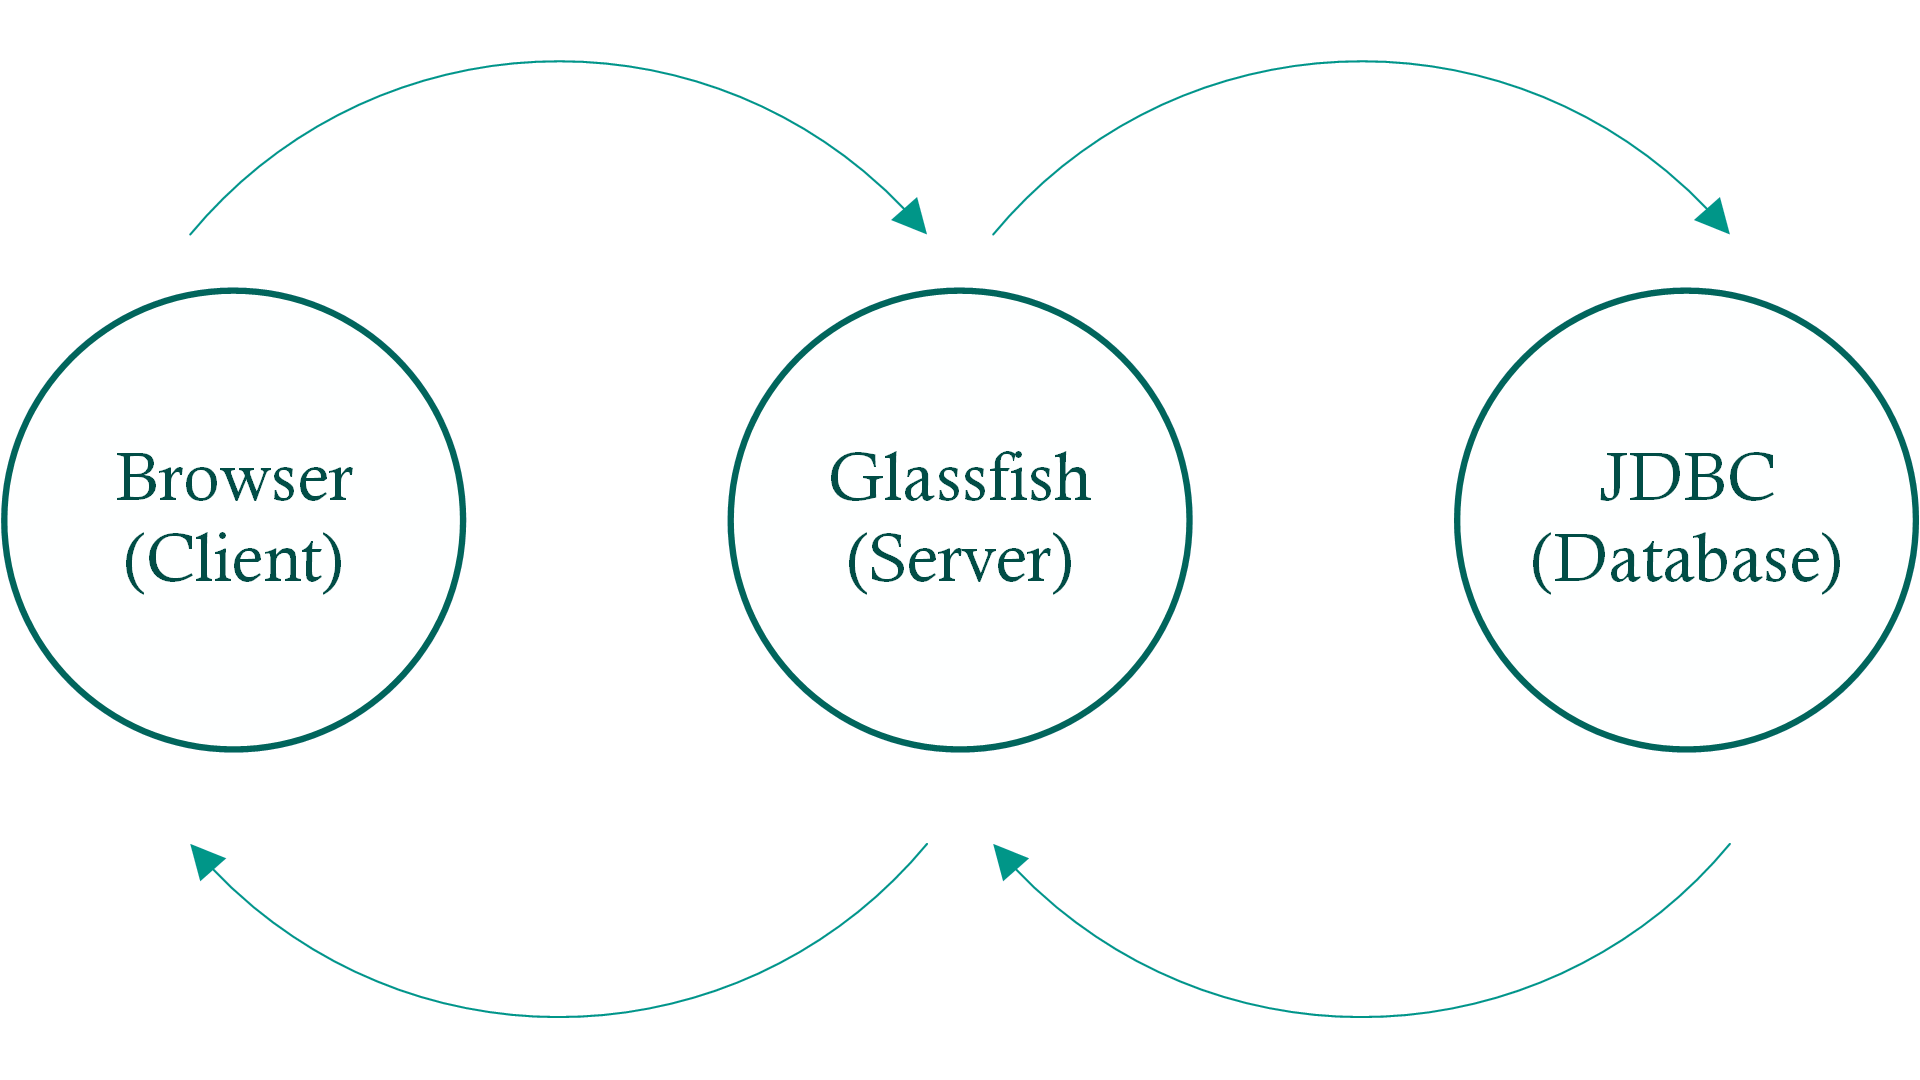 Browser
(Client)
Glassfish
(Server)
JDBC
(Database)